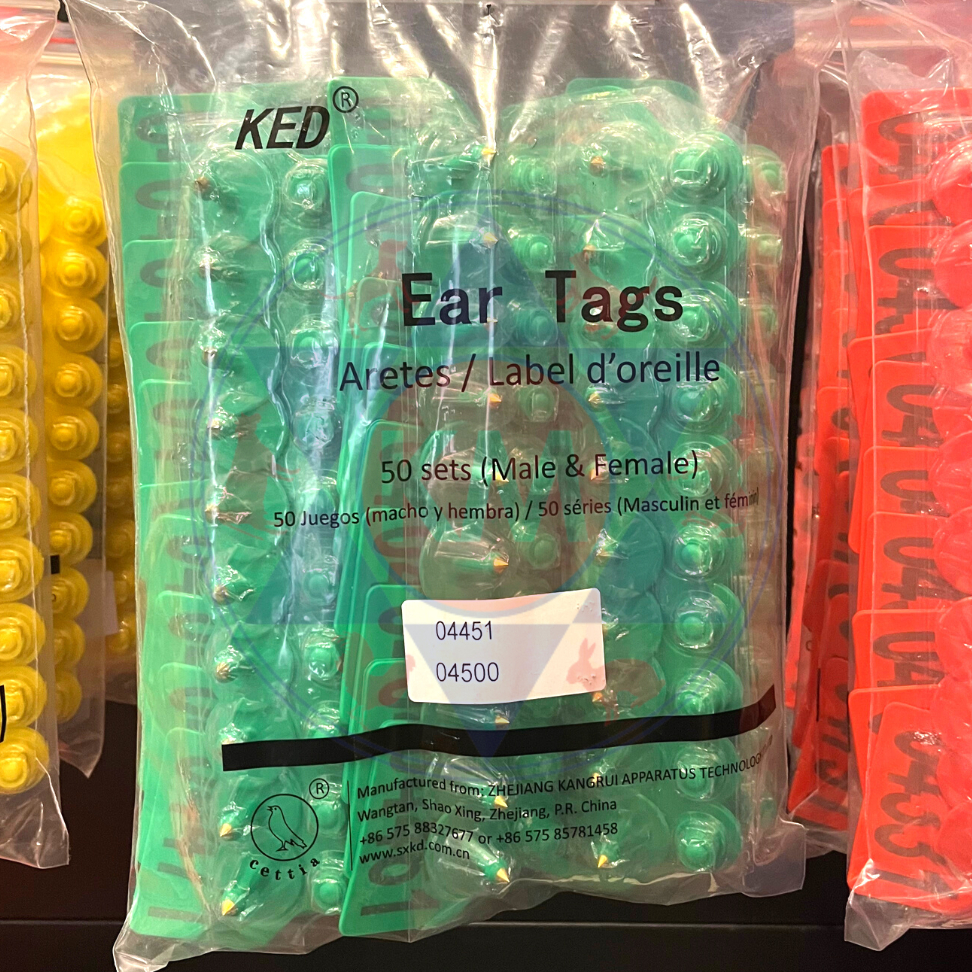 KED®
Ear Tags
Aretes / Label d’oreille
50 sets (Male & Female)
50 Juegos (macho y hembra) / 50 séries (Masculin et
04451
04500
®
cettia
Manufactured from: ZHEJIANG KANGRUI APPARATUS TECHNOLOGY
Wangtan, Shao Xing, Zhejiang, P.R. China
+86 575 88327677 or +86 575 85781458
www.sxkd.com.cn